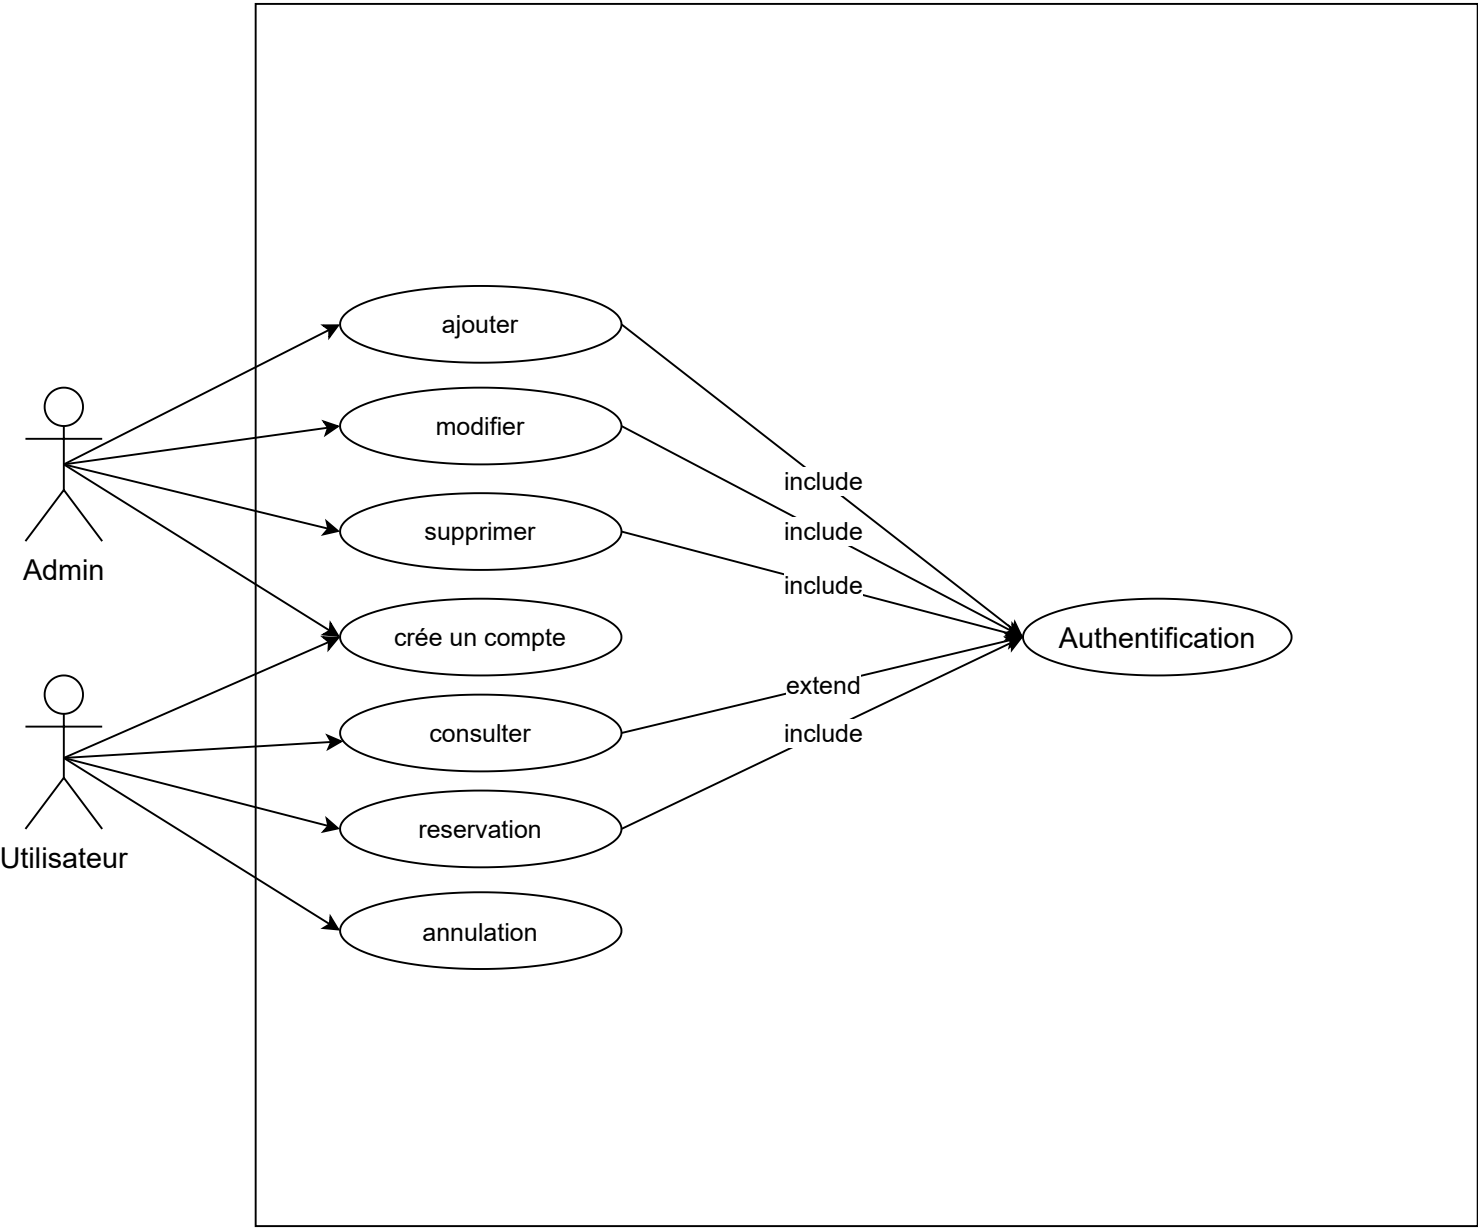 ajouter
modifier
include
supprimer
include
Admin
include
crée un compte
Authentification
extend
consulter
include
reservation
Utilisateur
annulation